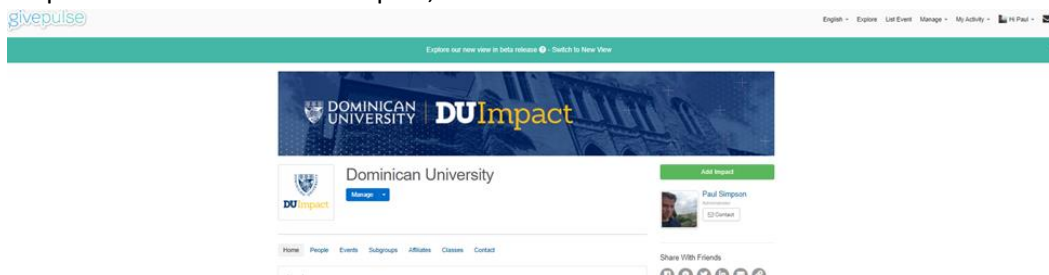 givepulse
English Explore List Event Manage My Activity Hi Paul
Explore our new view in beta release - Switch to New View
DOMINICAN UNIVERSITY DUImpact
Dominican University
Manage
DUImpact
Add Impact
Paul Simpson
Administrator
Contact
Home People Events Subgroups Affiliates Classes Contact
Share With Friends